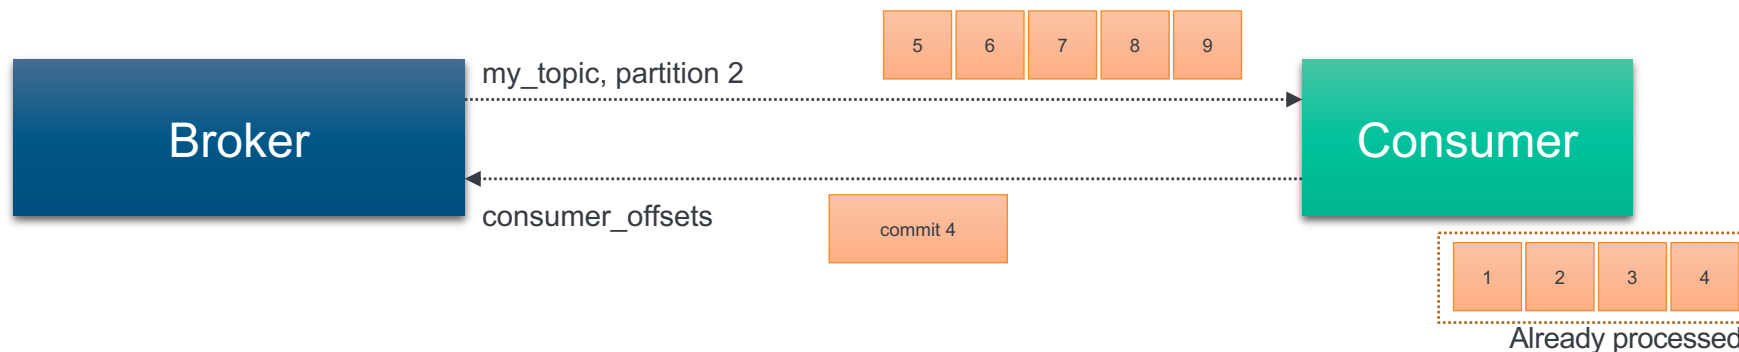 5 6 7 8 9
my_topic, partition 2
Broker
Consumer
consumer_offsets
commit 4
1 2 3 4
Already processed